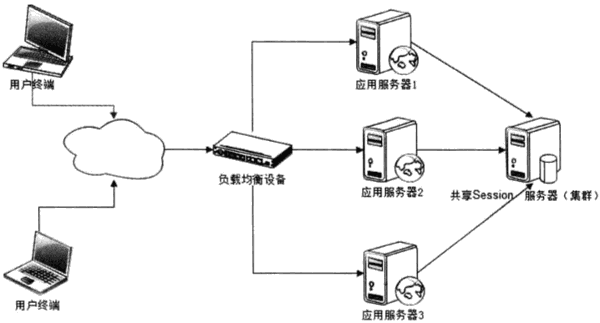 用户终端
应用服务器1
负载均衡设备
应用服务器2
共享Session 服务器（集群）
用户终端
应用服务器3